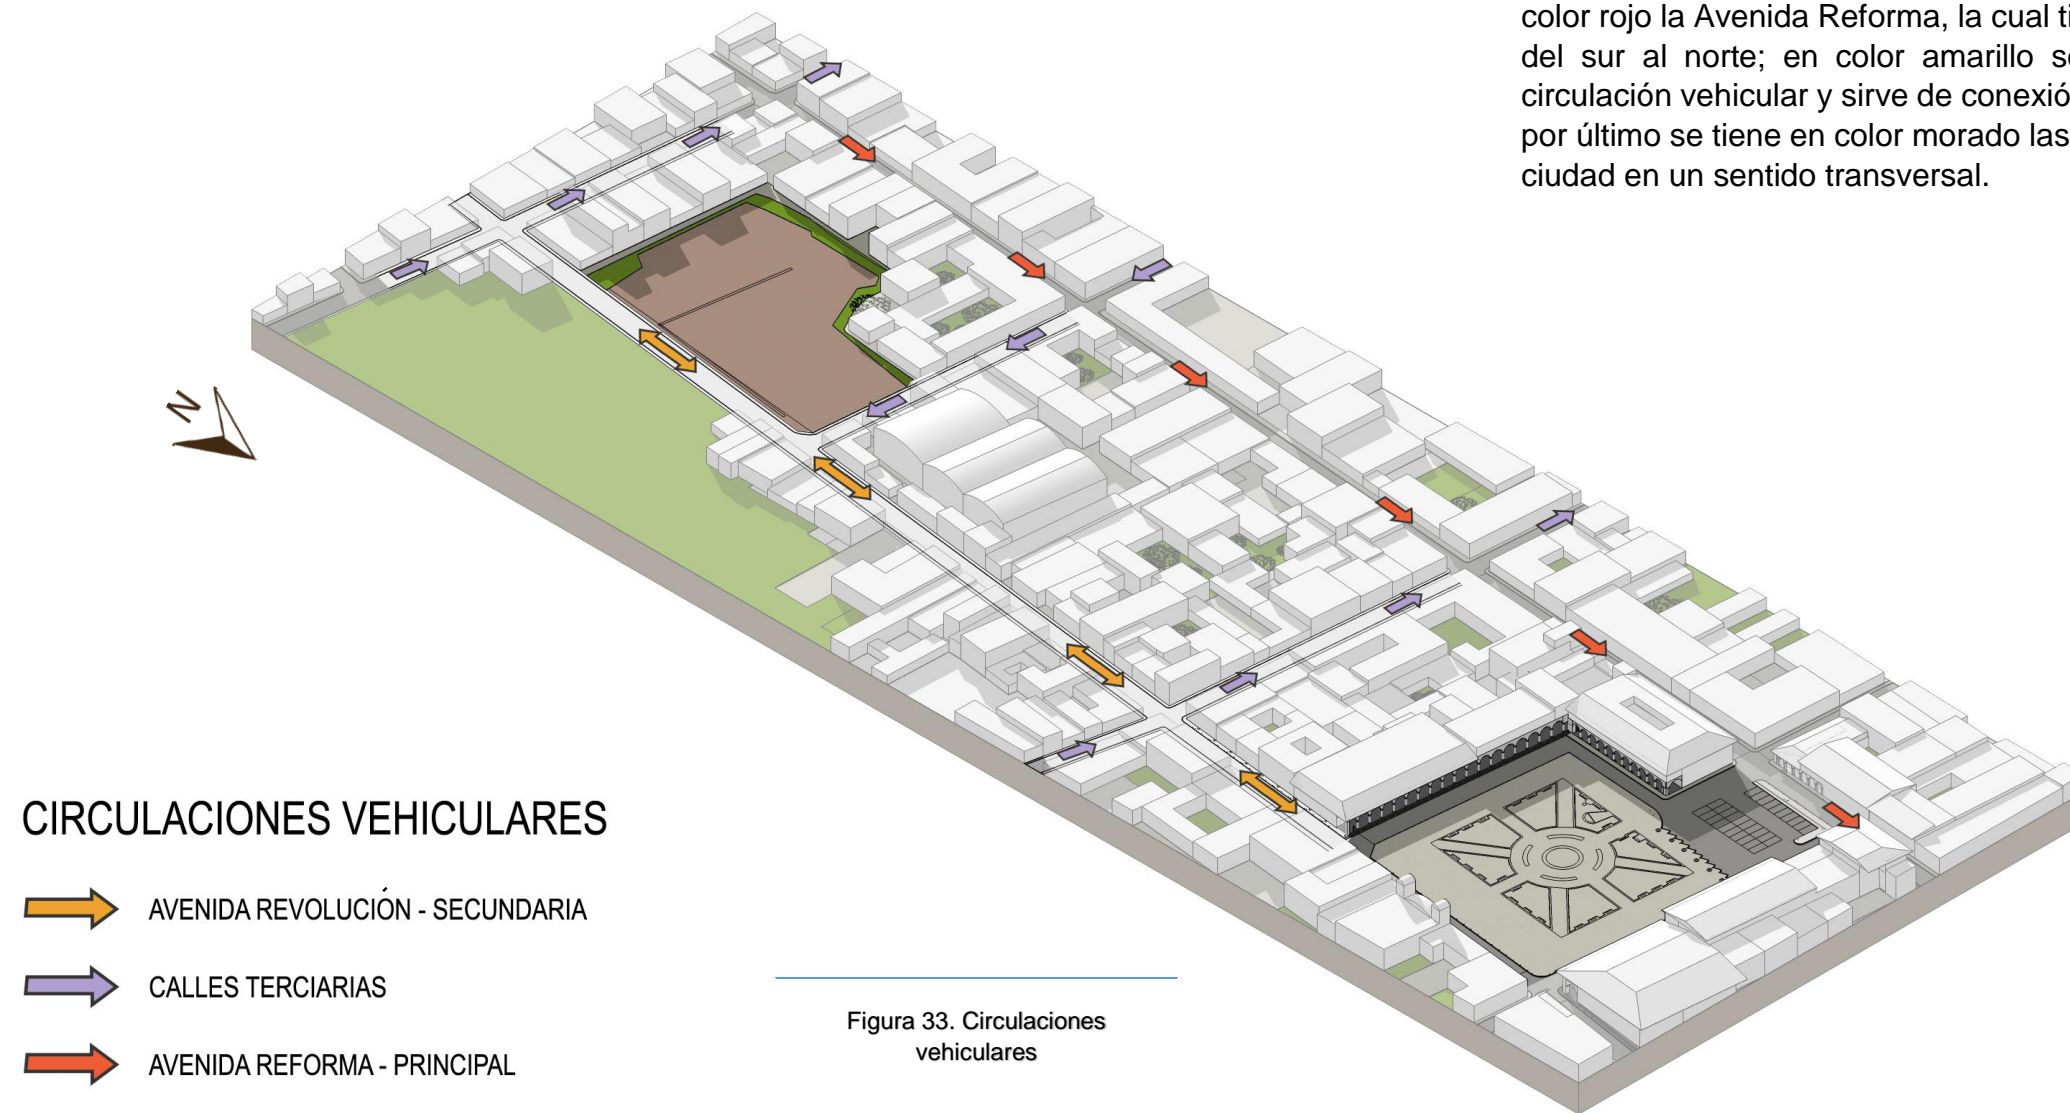 color rojo la Avenida Reforma, la cual ti
del sur al norte; en color amarillo s
circulación vehicular y sirve de conexió
por último se tiene en color morado las
ciudad en un sentido transversal.
N
CIRCULACIONES VEHICULARES
AVENIDA REVOLUCIÓN - SECUNDARIA
CALLES TERCIARIAS
AVENIDA REFORMA - PRINCIPAL
Figura 33. Circulaciones
vehiculares